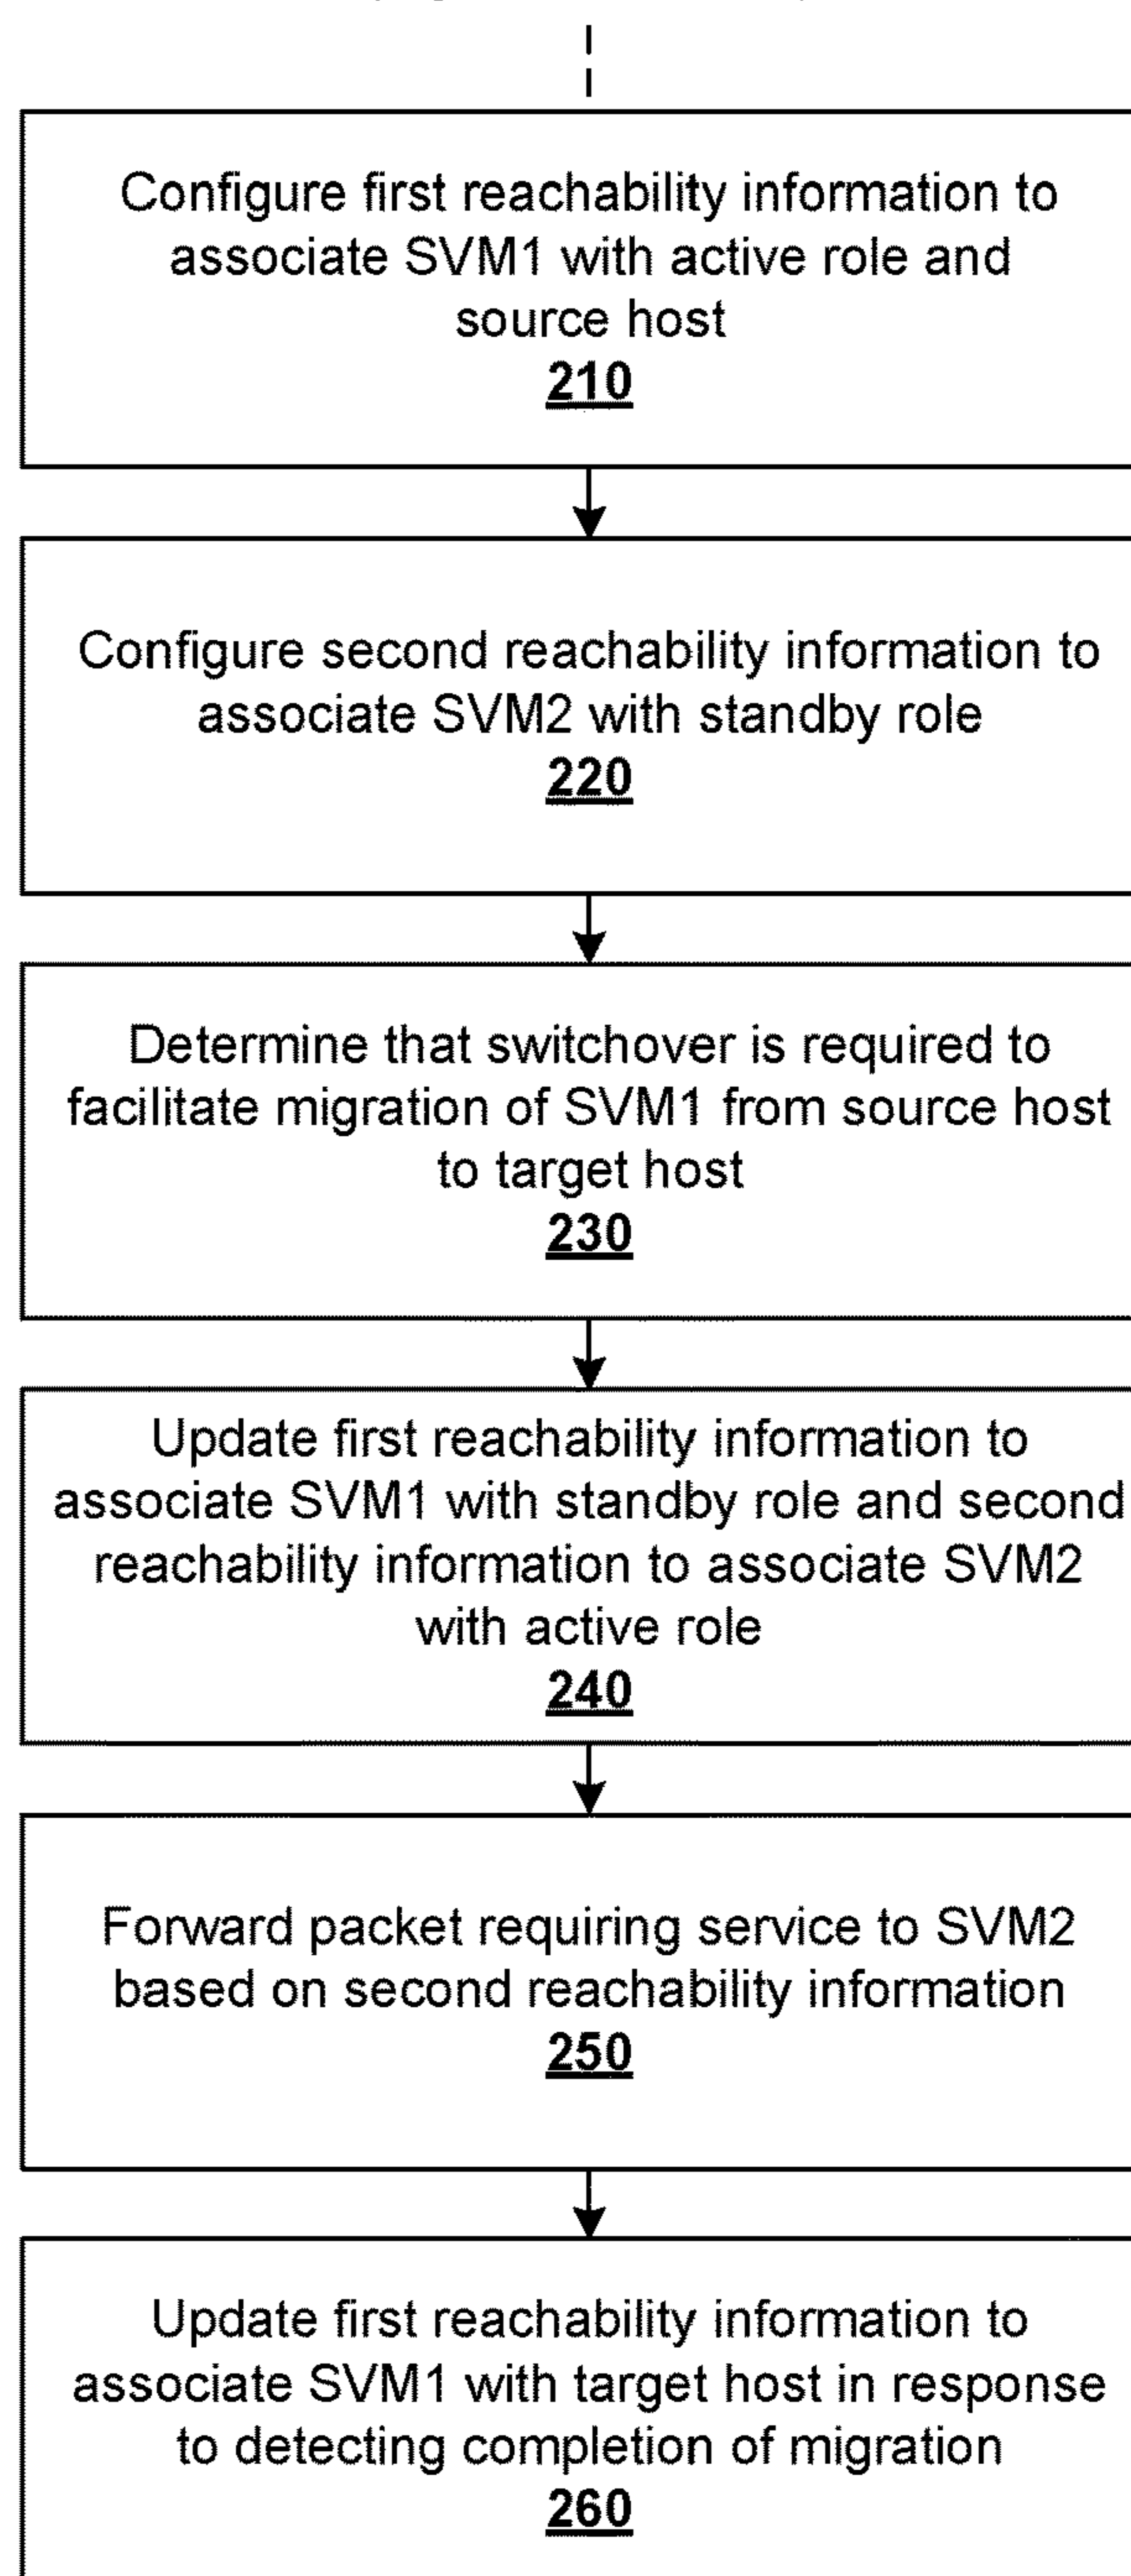 Configure first reachability information to
associate SVM1 with active role and
source host
210
Configure second reachability information to
associate SVM2 with standby role
220
Determine that switchover is required to
facilitate migration of SVM1 from source host
to target host
230
Update first reachability information to
associate SVM1 with standby role and second
reachability information to associate SVM2
with active role
240
Forward packet requiring service to SVM2
based on second reachability information
250
Update first reachability information to
associate SVM1 with target host in response
to detecting completion of migration
260